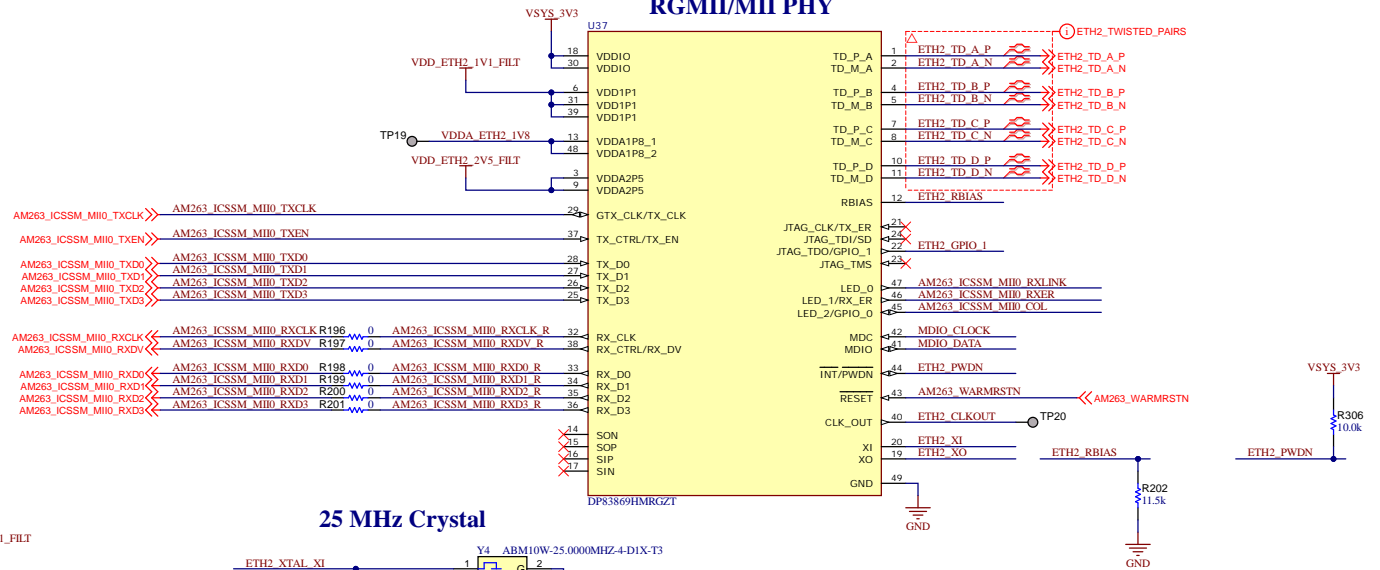 RGMII/MII PHY
VSYS_3V3
U37
18 VDDIO
30 VDDIO
VDD_ETH2_1V1_FILT
6 VDD1P1
31 VDD1P1
39 VDD1P1
TP19 VDDA_ETH2_1V8
13 VDDA1P8_1
48 VDDA1P8_2
VDD_ETH2_2V5_FILT
3 VDDA2P5
9 VDDA2P5
AM263_ICSSM_MII0_TXCLK AM263_ICSSM_MII0_TXCLK 29 GTX_CLK/TX_CLK
AM263_ICSSM_MII0_TXEN AM263_ICSSM_MII0_TXEN 37 TX_CTRL/TX_EN
AM263_ICSSM_MII0_TXD0 AM263_ICSSM_MII0_TXD0 28 TX_D0
AM263_ICSSM_MII0_TXD1 AM263_ICSSM_MII0_TXD1 27 TX_D1
AM263_ICSSM_MII0_TXD2 AM263_ICSSM_MII0_TXD2 26 TX_D2
AM263_ICSSM_MII0_TXD3 AM263_ICSSM_MII0_TXD3 25 TX_D3
AM263_ICSSM_MII0_RXCLK AM263_ICSSM_MII0_RXCLK R196 0 AM263_ICSSM_MII0_RXCLK_R 32 RX_CLK
AM263_ICSSM_MII0_RXDV AM263_ICSSM_MII0_RXDV R197 0 AM263_ICSSM_MII0_RXDV_R 38 RX_CTRL/RX_DV
AM263_ICSSM_MII0_RXD0 AM263_ICSSM_MII0_RXD0 R198 0 AM263_ICSSM_MII0_RXD0_R 33 RX_D0
AM263_ICSSM_MII0_RXD1 AM263_ICSSM_MII0_RXD1 R199 0 AM263_ICSSM_MII0_RXD1_R 34 RX_D1
AM263_ICSSM_MII0_RXD2 AM263_ICSSM_MII0_RXD2 R200 0 AM263_ICSSM_MII0_RXD2_R 35 RX_D2
AM263_ICSSM_MII0_RXD3 AM263_ICSSM_MII0_RXD3 R201 0 AM263_ICSSM_MII0_RXD3_R 36 RX_D3
14 SON
15 SOP
16 SIP
17 SIN
DP83869HMRGZT
ETH2_TWISTED_PAIRS
TD_P_A 1 ETH2_TD_A_P ETH2_TD_A_P
TD_M_A 2 ETH2_TD_A_N ETH2_TD_A_N
TD_P_B 4 ETH2_TD_B_P ETH2_TD_B_P
TD_M_B 5 ETH2_TD_B_N ETH2_TD_B_N
TD_P_C 7 ETH2_TD_C_P ETH2_TD_C_P
TD_M_C 8 ETH2_TD_C_N ETH2_TD_C_N
TD_P_D 10 ETH2_TD_D_P ETH2_TD_D_P
TD_M_D 11 ETH2_TD_D_N ETH2_TD_D_N
RBIAS 12 ETH2_RBIAS
JTAG_CLK/TX_ER 21
JTAG_TDI/SD 24
JTAG_TDO/GPIO_1 22 ETH2_GPIO_1
JTAG_TMS 23
LED_0 47 AM263_ICSSM_MII0_RXLINK
LED_1/RX_ER 46 AM263_ICSSM_MII0_RXER
LED_2/GPIO_0 45 AM263_ICSSM_MII0_COL
MDC 42 MDIO_CLOCK
MDIO 41 MDIO_DATA
INT/PWDN 44 ETH2_PWDN
RESET 43 AM263_WARMRSTN AM263_WARMRSTN
CLK_OUT 40 ETH2_CLKOUT TP20
XI 20 ETH2_XI
XO 19 ETH2_XO
GND 49
GND
ETH2_RBIAS
R202
11.5k
GND
VSYS_3V3
R306
10.0k
ETH2_PWDN
25 MHz Crystal
1_FILT
Y4 ABM10W-25.0000MHZ-4-D1X-T3
ETH2_XTAL_XI 1 G 2